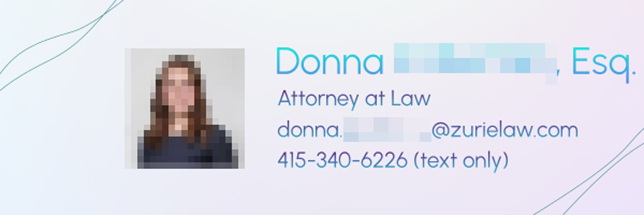 Donna , Esq.
Attorney at Law
donna. @zurielaw.com
415-340-6226 (text only)